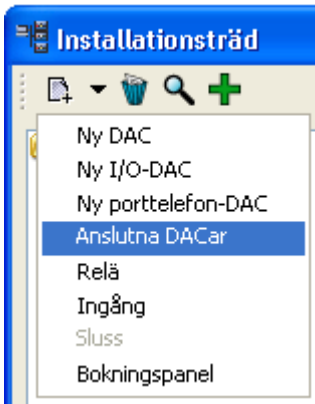 Installationsträd
Ny DAC
Ny I/O-DAC
Ny porttelefon-DAC
Anslutna DACar
Relä
Ingång
Sluss
Bokningspanel